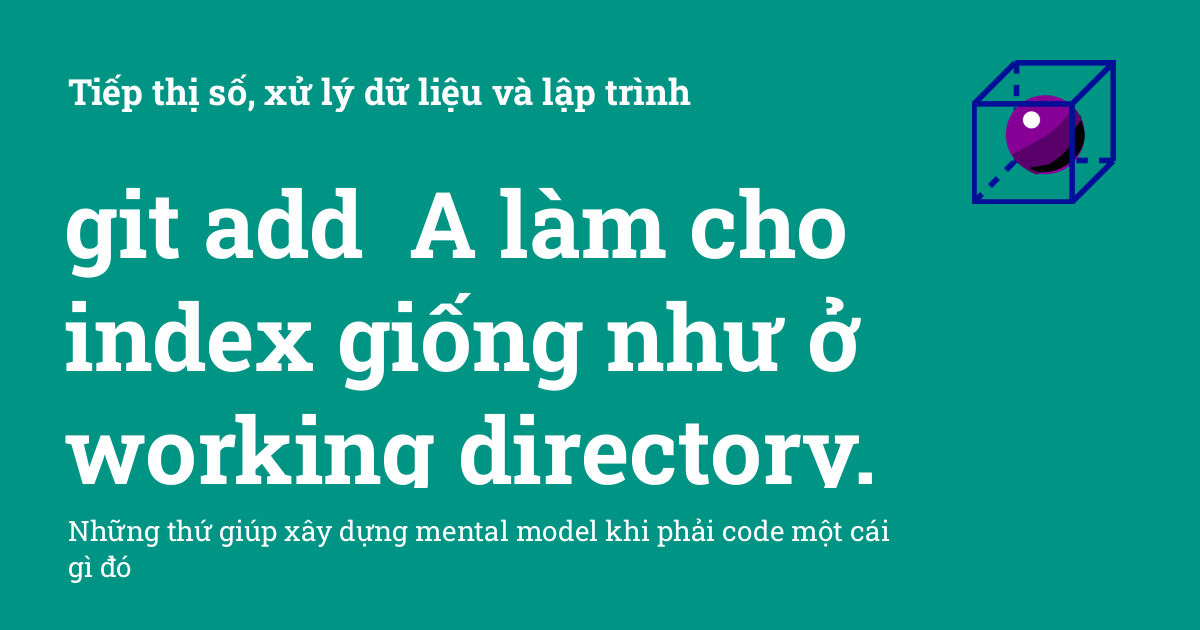 Tiếp thị số, xử lý dữ liệu và lập trình
git add  A làm cho
index giống như ở
working directory.
Những thứ giúp xây dựng mental model khi phải code một cái
gì đó